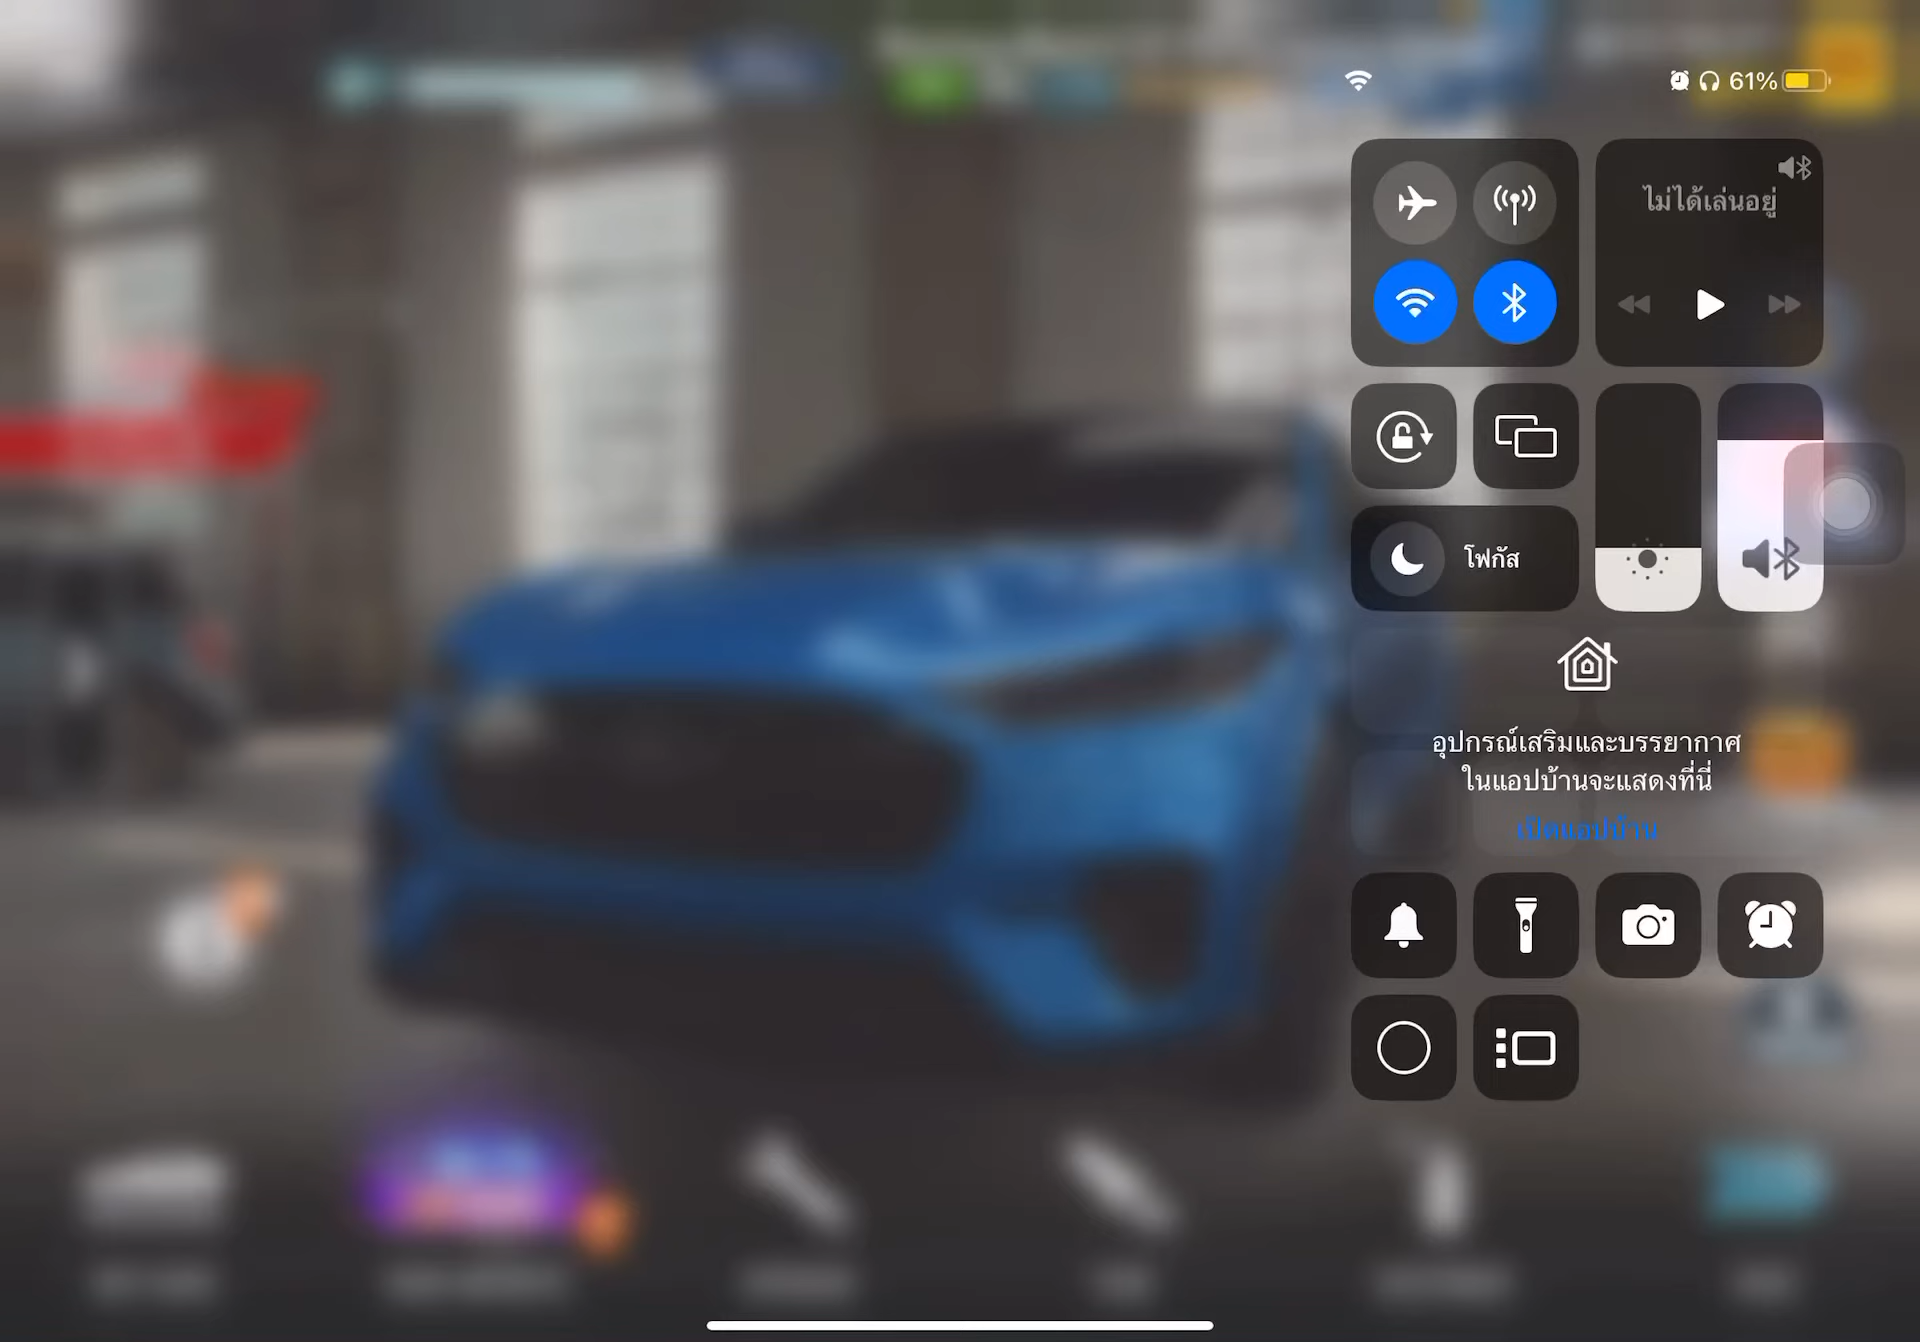 61%
ไม่ได้เล่นอยู่
โฟกัส
อุปกรณ์เสริมและบรรยากาศ
ในแอปบ้านจะแสดงที่นี่
เปิดแอปบ้าน